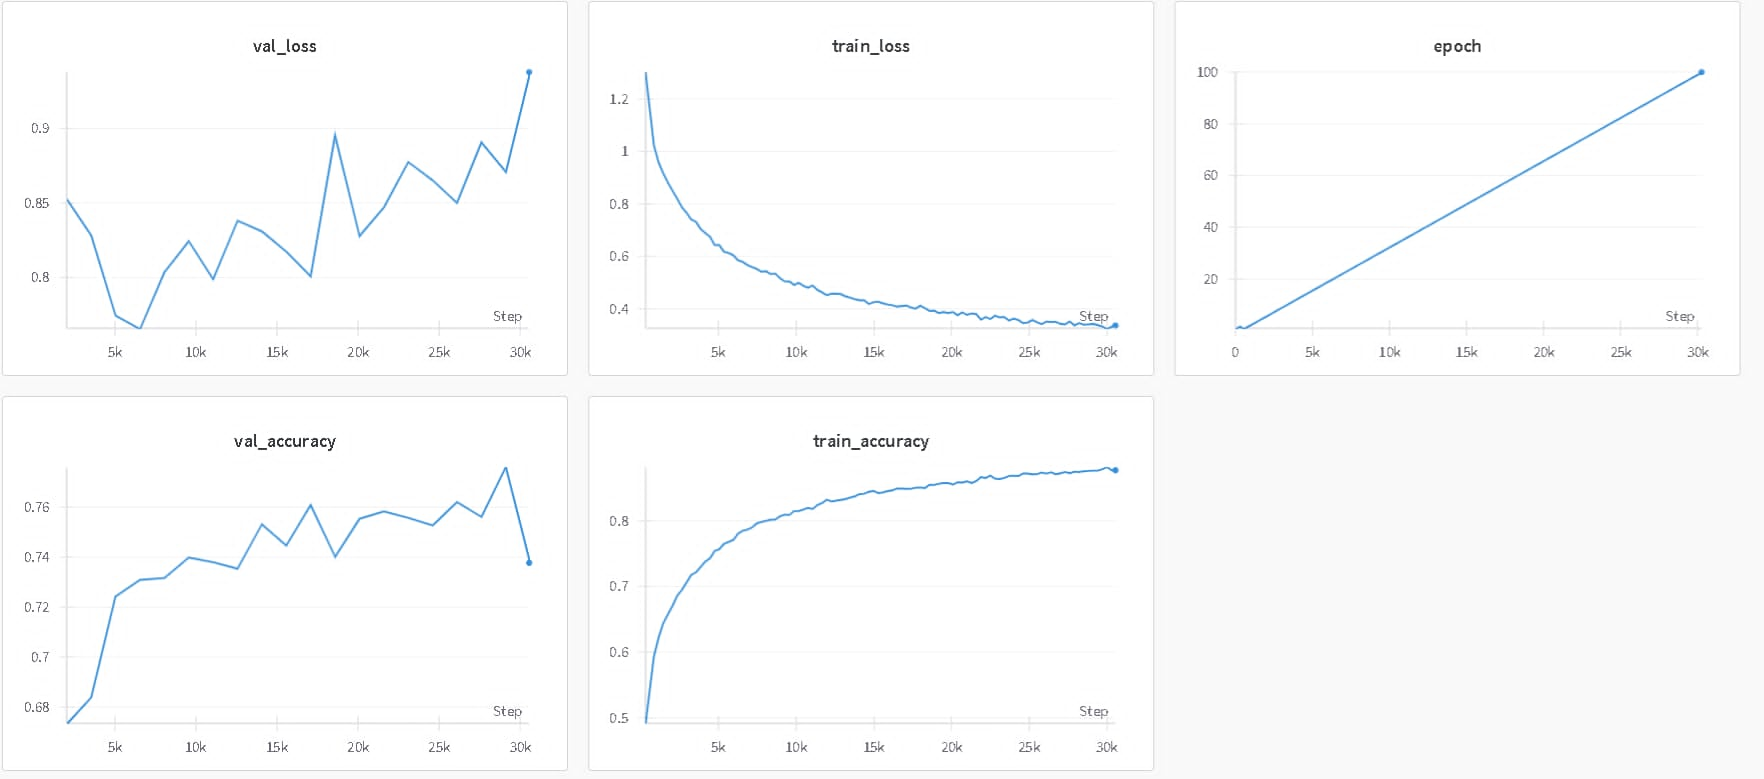 val_loss
0.9
0.85
0.8
Step
5k 10k 15k 20k 25k 30k
train_loss
1.2
1
0.8
0.6
0.4
Step
5k 10k 15k 20k 25k 30k
epoch
100
80
60
40
20
Step
0 5k 10k 15k 20k 25k 30k
val_accuracy
0.76
0.74
0.72
0.7
0.68
Step
5k 10k 15k 20k 25k 30k
train_accuracy
0.8
0.7
0.6
0.5
Step
5k 10k 15k 20k 25k 30k